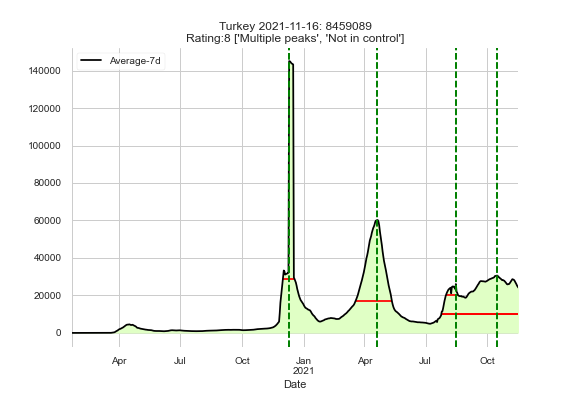 Turkey 2021-11-16: 8459089
Rating:8 ['Multiple peaks', 'Not in control']
Average-7d
140000
120000
100000
80000
60000
40000
20000
0
Apr Jul Oct Jan Apr Jul Oct
2021
Date